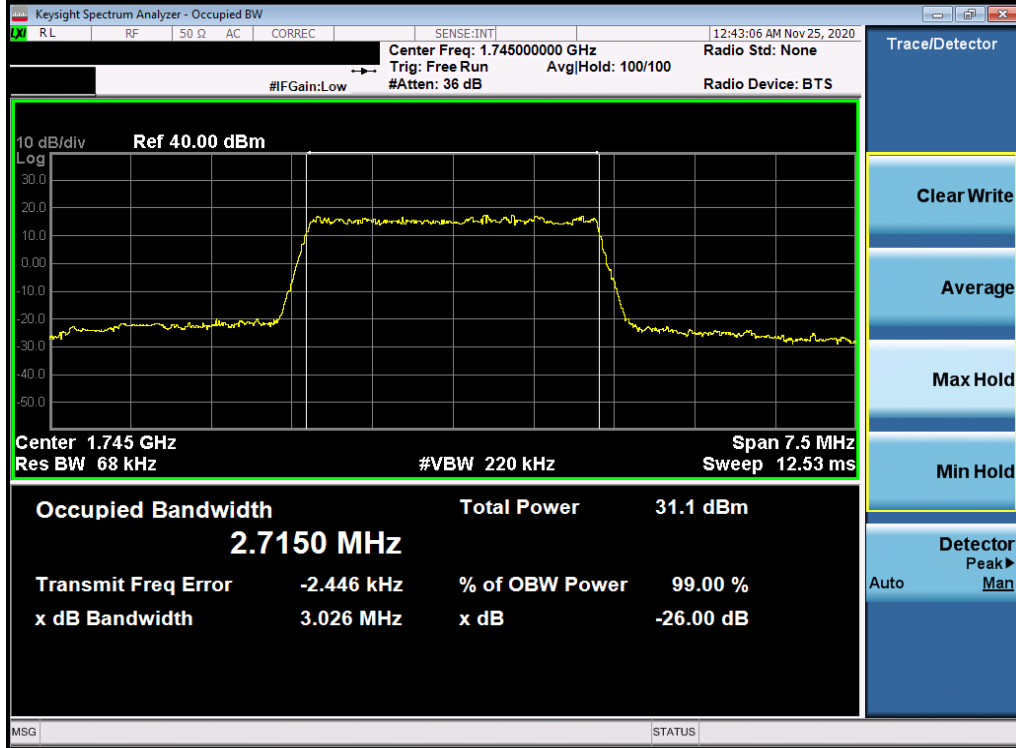 Keysight Spectrum Analyzer - Occupied BW
LXI RL RF 50 Ω AC CORREC SENSE:INT 12:43:06 AM Nov 25, 2020
Center Freq: 1.745000000 GHz Radio Std: None
Trig: Free Run Avg|Hold: 100/100
#IFGain:Low #Atten: 36 dB Radio Device: BTS
10 dB/div Ref 40.00 dBm
Log
30.0
20.0
10.0
0.00
-10.0
-20.0
-30.0
-40.0
-50.0
Center 1.745 GHz Span 7.5 MHz
Res BW 68 kHz #VBW 220 kHz Sweep 12.53 ms
Occupied Bandwidth Total Power 31.1 dBm
2.7150 MHz
Transmit Freq Error -2.446 kHz % of OBW Power 99.00 %
x dB Bandwidth 3.026 MHz x dB -26.00 dB
Trace/Detector
Clear Write
Average
Max Hold
Min Hold
Detector
Peak▶
Auto Man
MSG STATUS